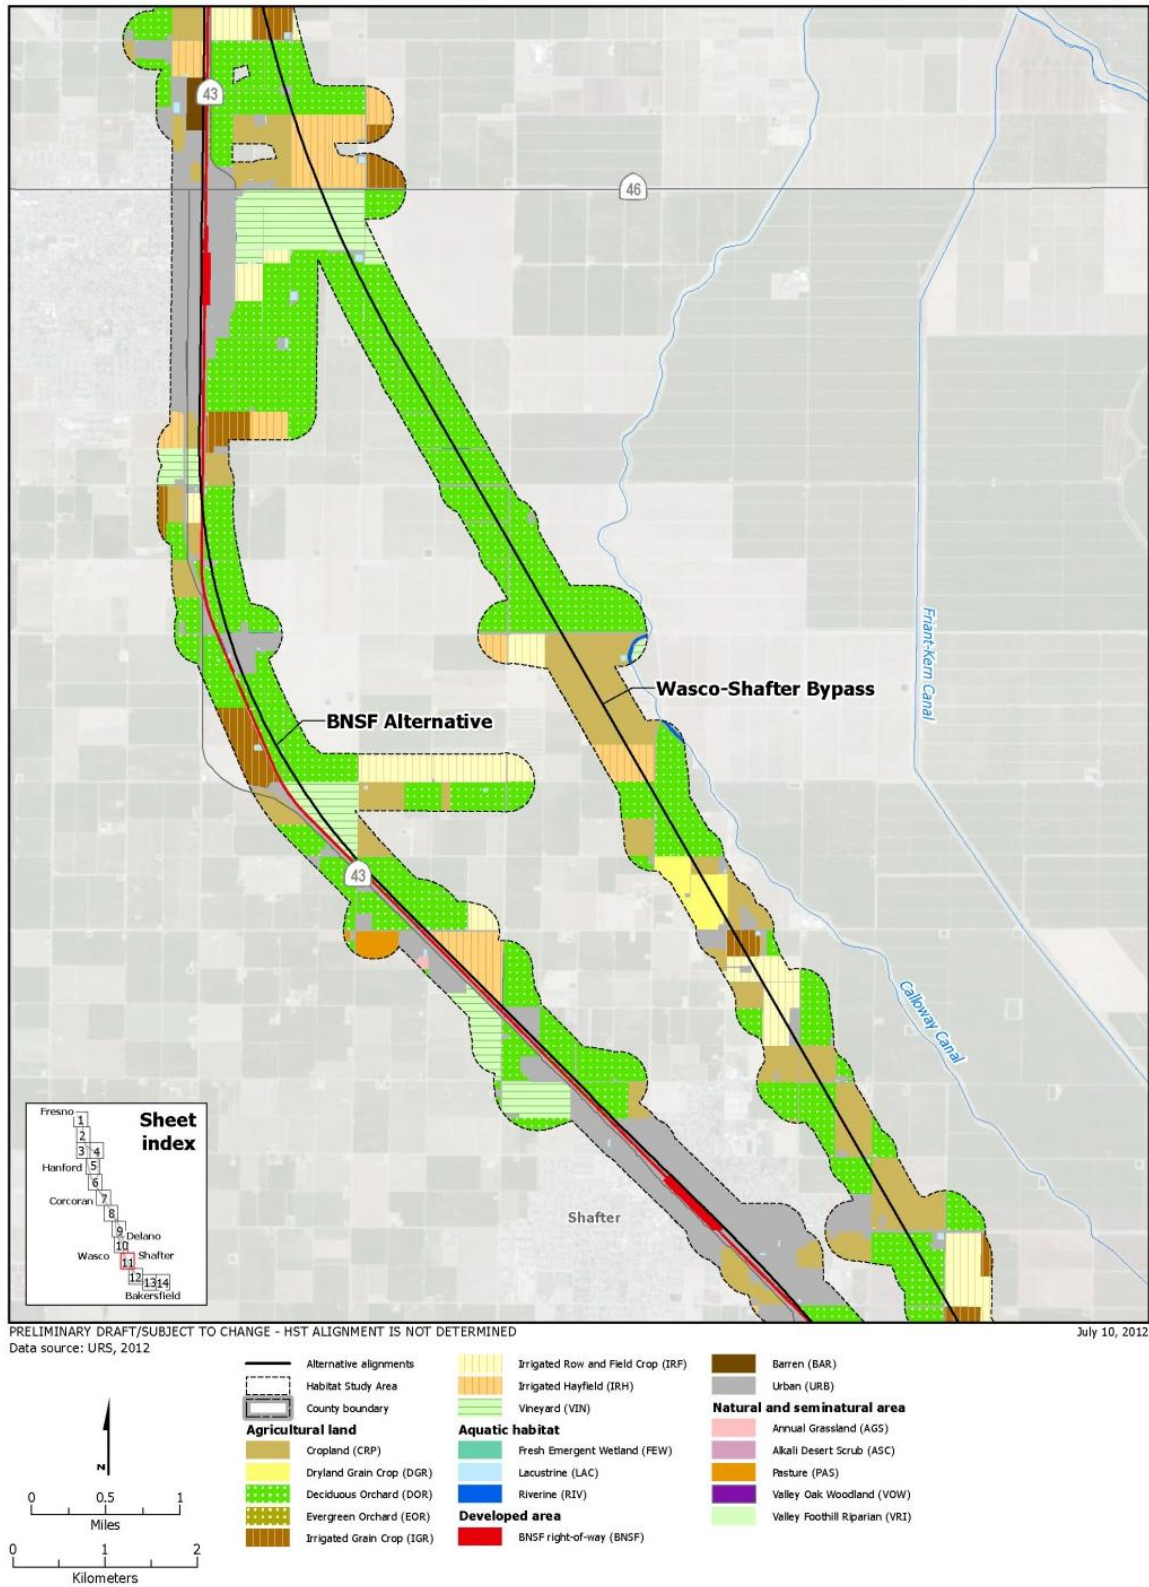 43
46
Friant-Kern Canal
Wasco-Shafter Bypass
BNSF Alternative
43
Calloway Canal
Shafter
Sheet
index
Fresno
1
2
3 4
Hanford 5
6
Corcoran 7
8
9
Delano
10
Wasco Shafter
11
12 13 14
Bakersfield
PRELIMINARY DRAFT/SUBJECT TO CHANGE - HST ALIGNMENT IS NOT DETERMINED
July 10, 2012
Data source: URS, 2012
N
0 0.5 1
Miles
0 1 2
Kilometers
Alternative alignments
Habitat Study Area
County boundary
Agricultural land
Cropland (CRP)
Dryland Grain Crop (DGR)
Deciduous Orchard (DOR)
Evergreen Orchard (EOR)
Irrigated Grain Crop (IGR)
Irrigated Row and Field Crop (IRF)
Irrigated Hayfield (IRH)
Vineyard (VIN)
Aquatic habitat
Fresh Emergent Wetland (FEW)
Lacustrine (LAC)
Riverine (RIV)
Developed area
BNSF right-of-way (BNSF)
Barren (BAR)
Urban (URB)
Natural and seminatural area
Annual Grassland (AGS)
Alkali Desert Scrub (ASC)
Pasture (PAS)
Valley Oak Woodland (VOW)
Valley Foothill Riparian (VRI)